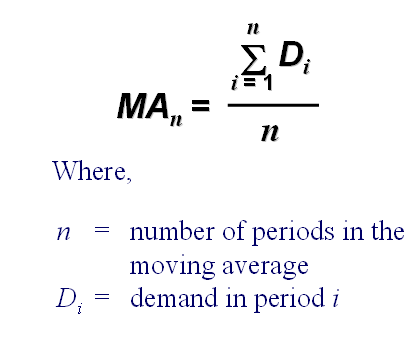 n
∑ Dᵢ
i = 1
MAₙ =
n
Where,
n = number of periods in the
moving average
Dᵢ = demand in period i